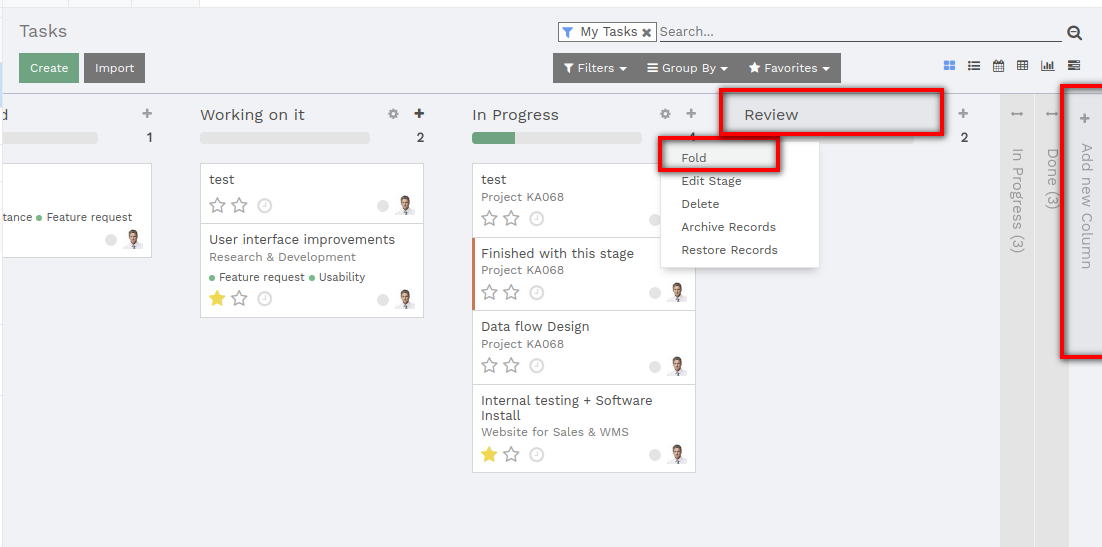 Tasks
My Tasks
Search...
Create
Import
Filters
Group By
Favorites
d
1
tance
Feature request
Working on it
2
test
User interface improvements
Research & Development
Feature request
Usability
In Progress
test
Project KA068
Finished with this stage
Project KA068
Data flow Design
Project KA068
Internal testing + Software
Install
Website for Sales & WMS
Review
2
Fold
Edit Stage
Delete
Archive Records
Restore Records
In Progress (3)
Done (3)
Add new Column